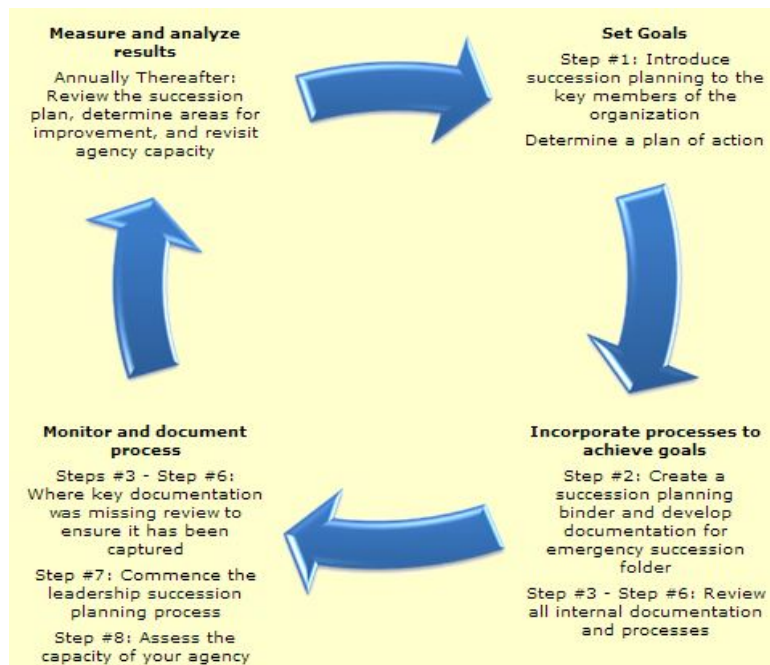 Measure and analyze
results
Annually Thereafter:
Review the succession
plan, determine areas for
improvement, and revisit
agency capacity
Set Goals
Step #1: Introduce
succession planning to the
key members of the
organization
Determine a plan of action
Incorporate processes to
achieve goals
Step #2: Create a
succession planning
binder and develop
documentation for
emergency succession
folder
Step #3 - Step #6: Review
all internal documentation
and processes
Monitor and document
process
Steps #3 - Step #6:
Where key documentation
was missing review to
ensure it has been
captured
Step #7: Commence the
leadership succession
planning process
Step #8: Assess the
capacity of your agency